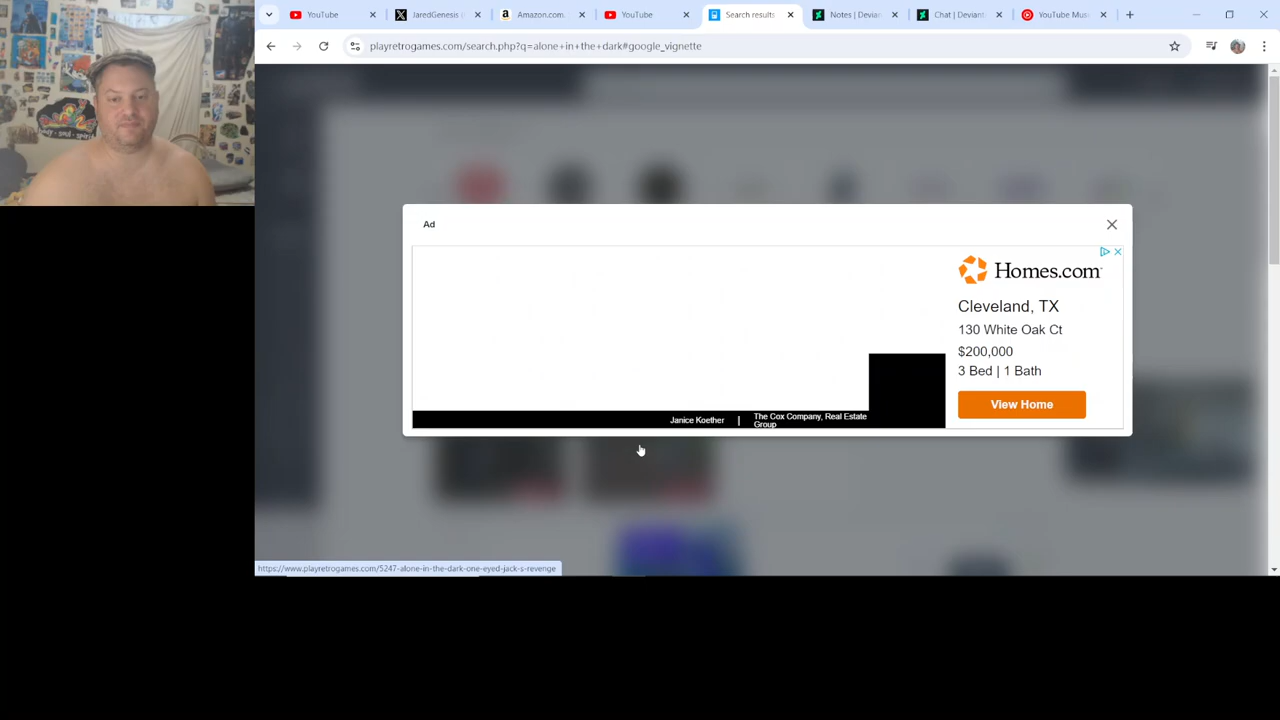 YouTube
JaredGenesis
Amazon.com
YouTube
Search results
Notes | Devian
Chat | Deviant
YouTube Mus
playretrogames.com/search.php?q=alone+in+the+dark#google_vignette
Ad
Homes.com
Cleveland, TX
130 White Oak Ct
$200,000
3 Bed | 1 Bath
View Home
Janice Koether | The Cox Company, Real Estate
Group
https://www.playretrogames.com/5247-alone-in-the-dark-one-eyed-jack-s-revenge